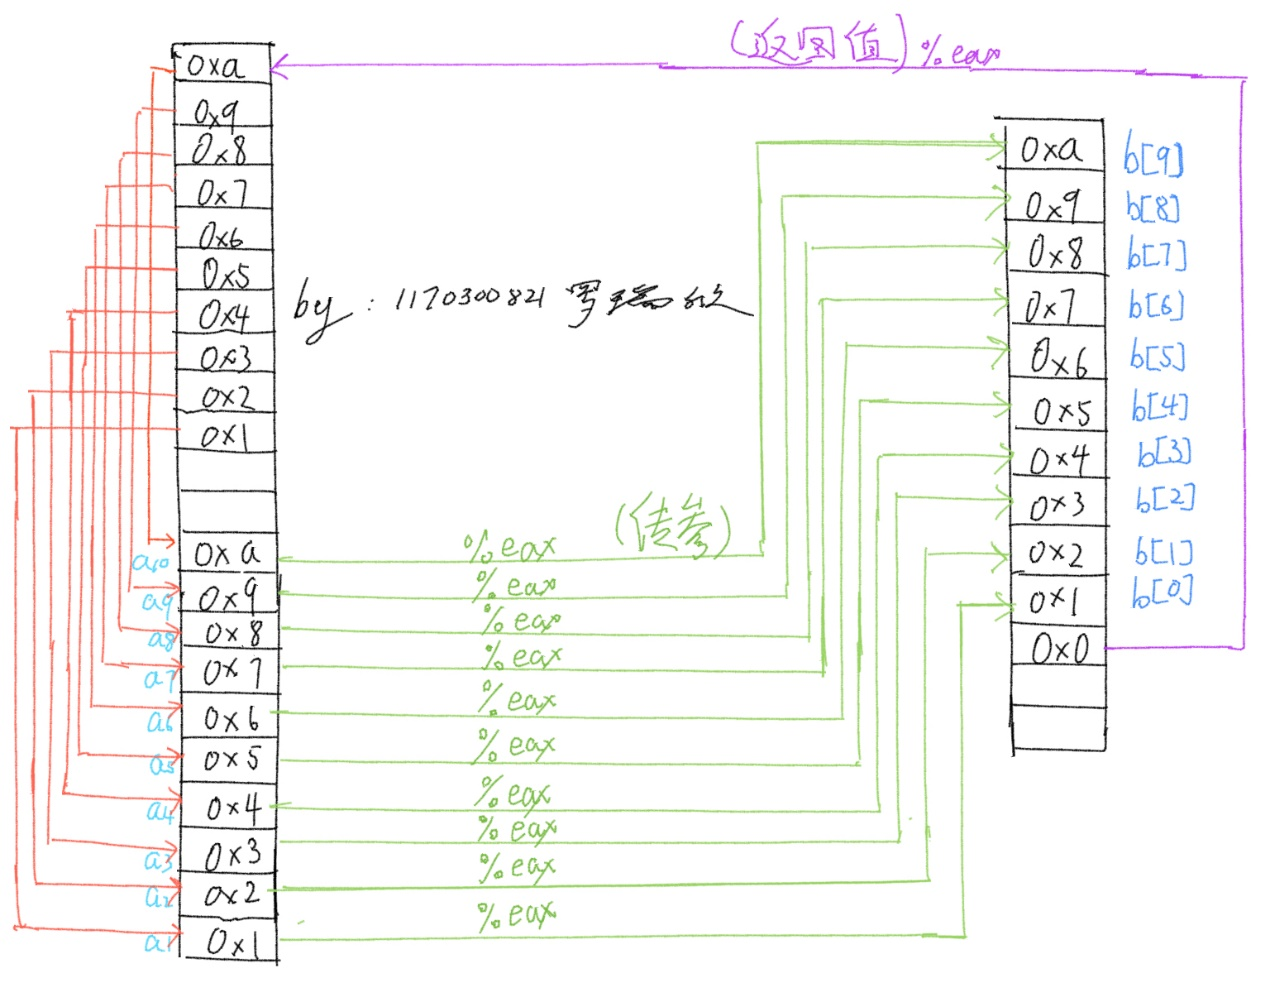 (返回值) %eax
0xa
0x9
0x8
0x7
0x6
0x5
0x4
0x3
0x2
0x1
by: 1170300821
(传参)
a10 0xa %eax
a9 0x9 %eax
a8 0x8 %eax
a7 0x7 %eax
a6 0x6 %eax
a5 0x5 %eax
a4 0x4 %eax
a3 0x3 %eax
a2 0x2 %eax
a1 0x1 %eax
0xa b[9]
0x9 b[8]
0x8 b[7]
0x7 b[6]
0x6 b[5]
0x5 b[4]
0x4 b[3]
0x3 b[2]
0x2 b[1]
0x1 b[0]
0x0